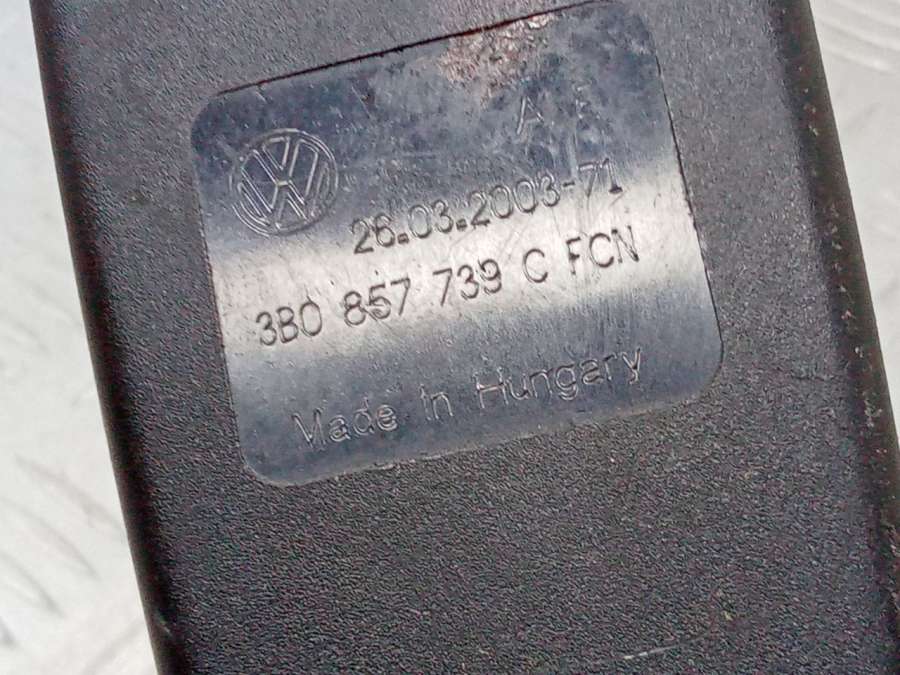 A
26.03.2003-71
3B0 857 739 C FCN
Made in Hungary